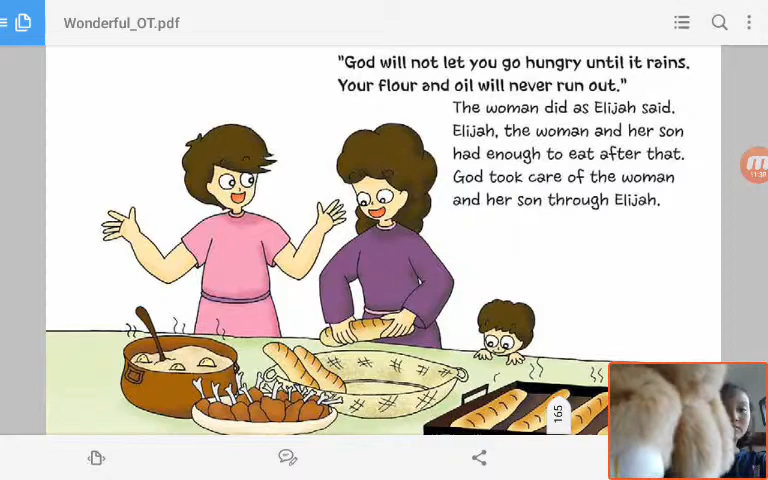 Wonderful_OT.pdf
"God will not let you go hungry until it rains.
Your flour and oil will never run out."
The woman did as Elijah said.
Elijah, the woman and her son
had enough to eat after that.
God took care of the woman
and her son through Elijah.
M
11:30
165